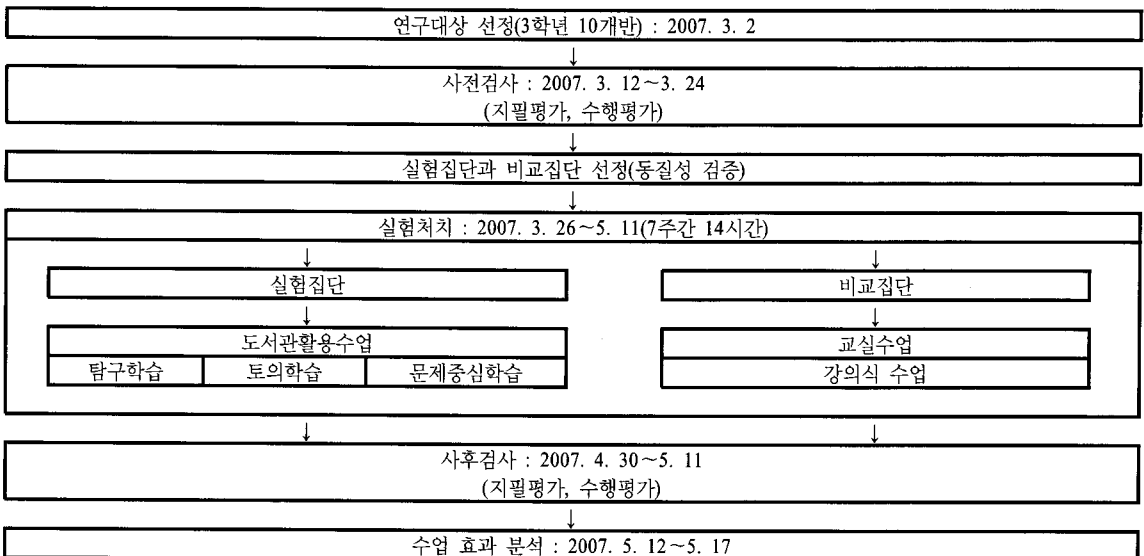 연구대상 선정(3학년 10개반) : 2007. 3. 2
↓
사전검사 : 2007. 3. 12～3. 24
(지필평가, 수행평가)
↓
실험집단과 비교집단 선정(동질성 검증)
↓
실험처치 : 2007. 3. 26～5. 11(7주간 14시간)
↓ ↓
실험집단 비교집단
↓ ↓
도서관활용수업 교실수업
탐구학습 토의학습 문제중심학습 강의식 수업
↓ ↓
사후검사 : 2007. 4. 30～5. 11
(지필평가, 수행평가)
↓
수업 효과 분석 : 2007. 5. 12～5. 17